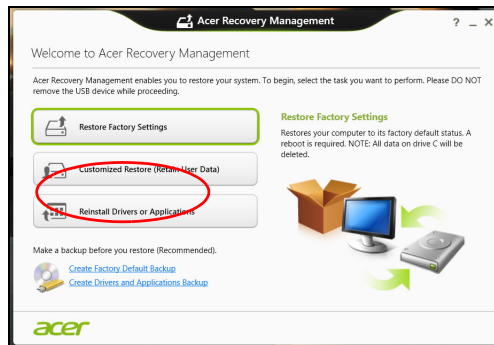 Acer Recovery Management
? _ X
Welcome to Acer Recovery Management
Acer Recovery Management enables you to restore your system. To begin, select the task you want to perform. Please DO NOT
remove the USB device while proceeding.
Restore Factory Settings
Customized Restore (Retain User Data)
Reinstall Drivers or Applications
Restore Factory Settings
Restores your computer to its factory default status. A
reboot is required. NOTE: All data on drive C will be
deleted.
Make a backup before you restore (Recommended).
Create Factory Default Backup
Create Drivers and Applications Backup
acer